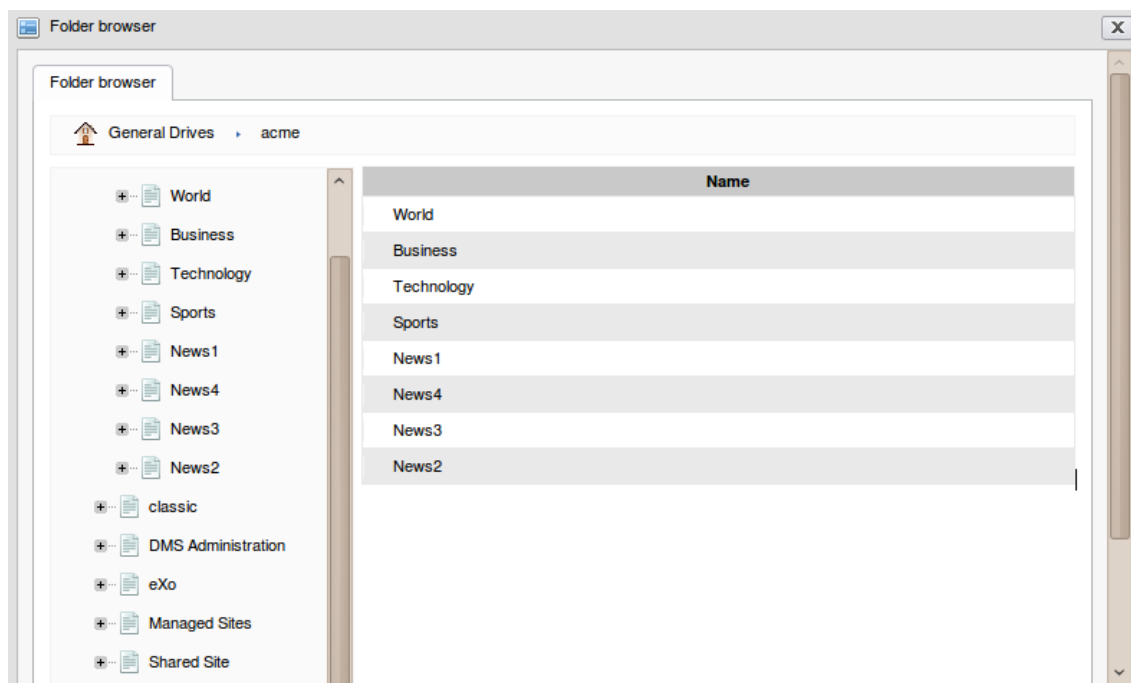 Folder browser
Folder browser
General Drives acme
World
Business
Technology
Sports
News1
News4
News3
News2
classic
DMS Administration
eXo
Managed Sites
Shared Site
Name
World
Business
Technology
Sports
News1
News4
News3
News2